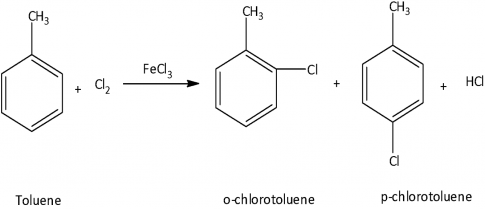 CH3 + Cl2 FeCl3 CH3 Cl + CH3 Cl + HCl
Toluene o-chlorotoluene p-chlorotoluene